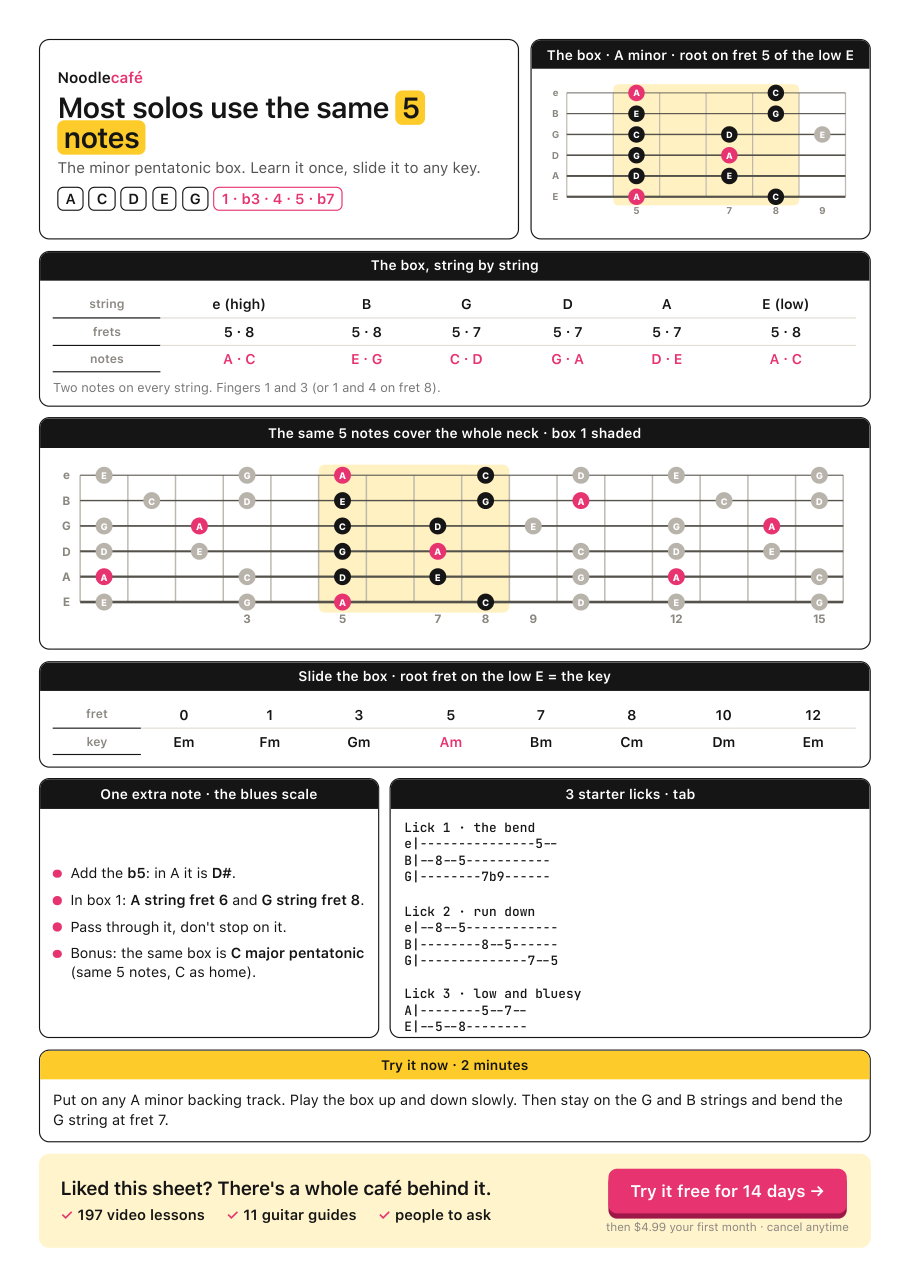 Noodlecafé
Most solos use the same 5
notes
The minor pentatonic box. Learn it once, slide it to any key.
A C D E G 1 · b3 · 4 · 5 · b7
The box · A minor · root on fret 5 of the low E
e A C
B E G
G C D E
D G A
A D E
E A C
5 7 8 9
The box, string by string
string e (high) B G D A E (low)
frets 5 · 8 5 · 8 5 · 7 5 · 7 5 · 7 5 · 8
notes A · C E · G C · D G · A D · E A · C
Two notes on every string. Fingers 1 and 3 (or 1 and 4 on fret 8).
The same 5 notes cover the whole neck · box 1 shaded
e E G A C D E G
B C D E G A C D
G G A C D E G A
D D E G A C D E
A A C D E G A C
E E G A C D E G
3 5 7 8 9 12 15
Slide the box · root fret on the low E = the key
fret 0 1 3 5 7 8 10 12
key Em Fm Gm Am Bm Cm Dm Em
One extra note · the blues scale
Add the b5: in A it is D#.
In box 1: A string fret 6 and G string fret 8.
Pass through it, don't stop on it.
Bonus: the same box is C major pentatonic
(same 5 notes, C as home).
3 starter licks · tab
Lick 1 · the bend
e|---------------5--
B|--8--5-----------
G|--------7b9------
Lick 2 · run down
e|--8--5------------
B|--------8--5------
G|--------------7--5
Lick 3 · low and bluesy
A|--------5--7--
E|--5--8--------
Try it now · 2 minutes
Put on any A minor backing track. Play the box up and down slowly. Then stay on the G and B strings and bend the
G string at fret 7.
Liked this sheet? There's a whole café behind it.
✓ 197 video lessons ✓ 11 guitar guides ✓ people to ask
Try it free for 14 days →
then $4.99 your first month · cancel anytime